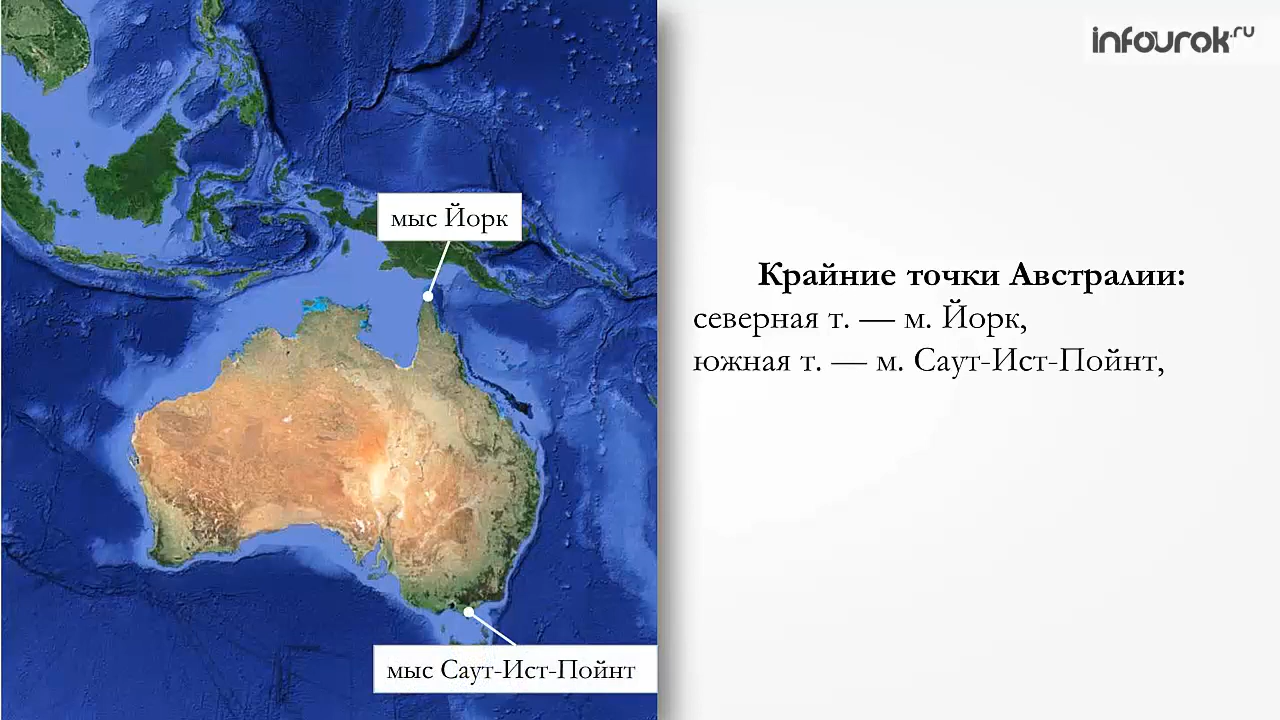 infourok.ru
мыс Йорк
Крайние точки Австралии:
северная т. — м. Йорк,
южная т. — м. Саут-Ист-Пойнт,
мыс Саут-Ист-Пойнт